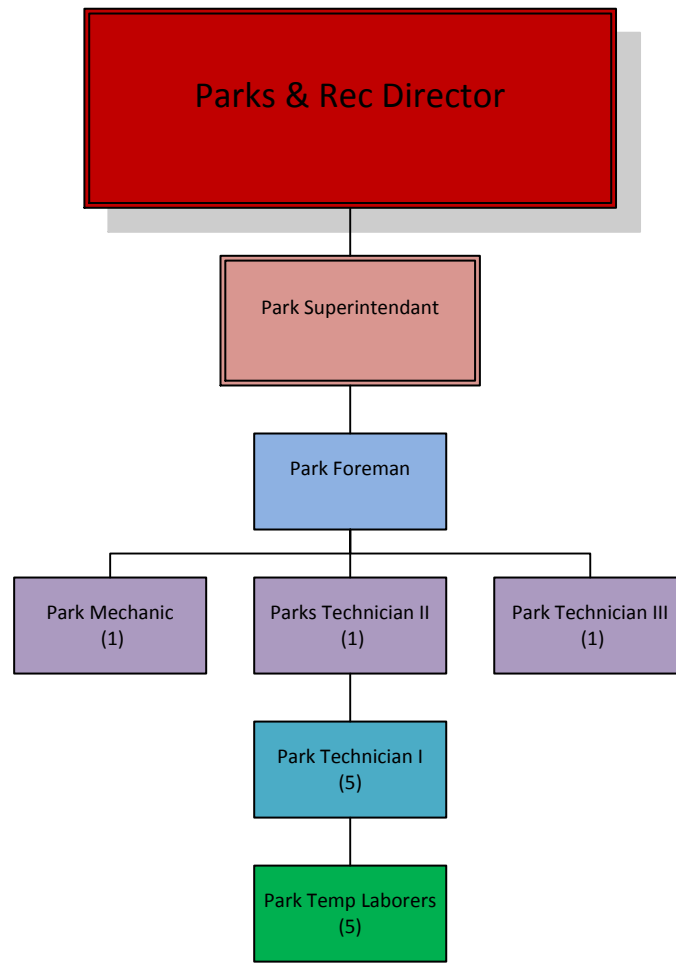 Parks & Rec Director
Park Superintendant
Park Foreman
Park Mechanic
(1)
Parks Technician II
(1)
Park Technician III
(1)
Park Technician I
(5)
Park Temp Laborers
(5)